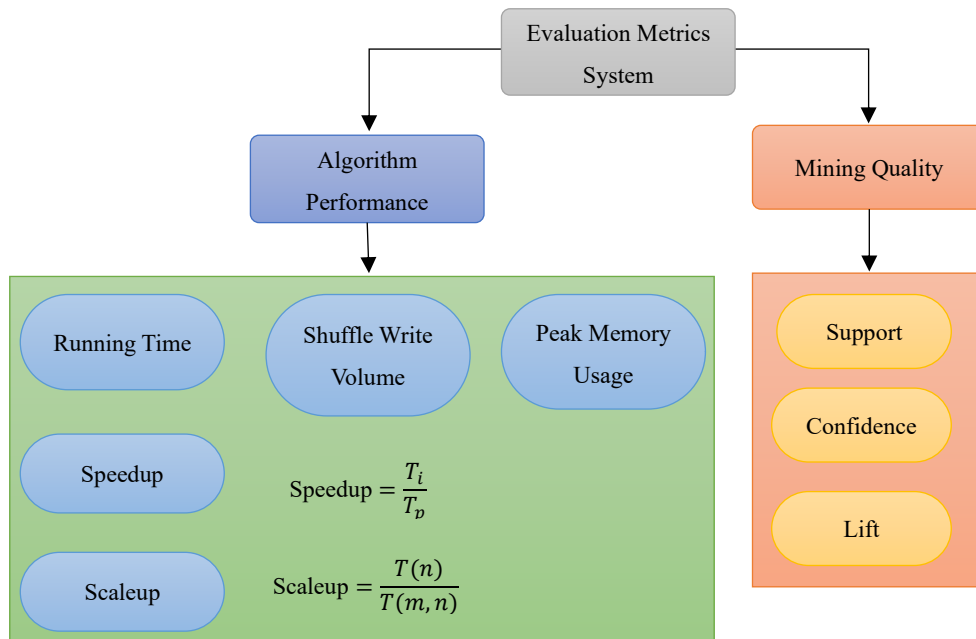 Evaluation Metrics
System
Algorithm
Performance
Mining Quality
Running Time
Shuffle Write
Volume
Peak Memory
Usage
Speedup
Speedup = T_i / T_p
Scaleup
Scaleup = T(n) / T(m, n)
Support
Confidence
Lift